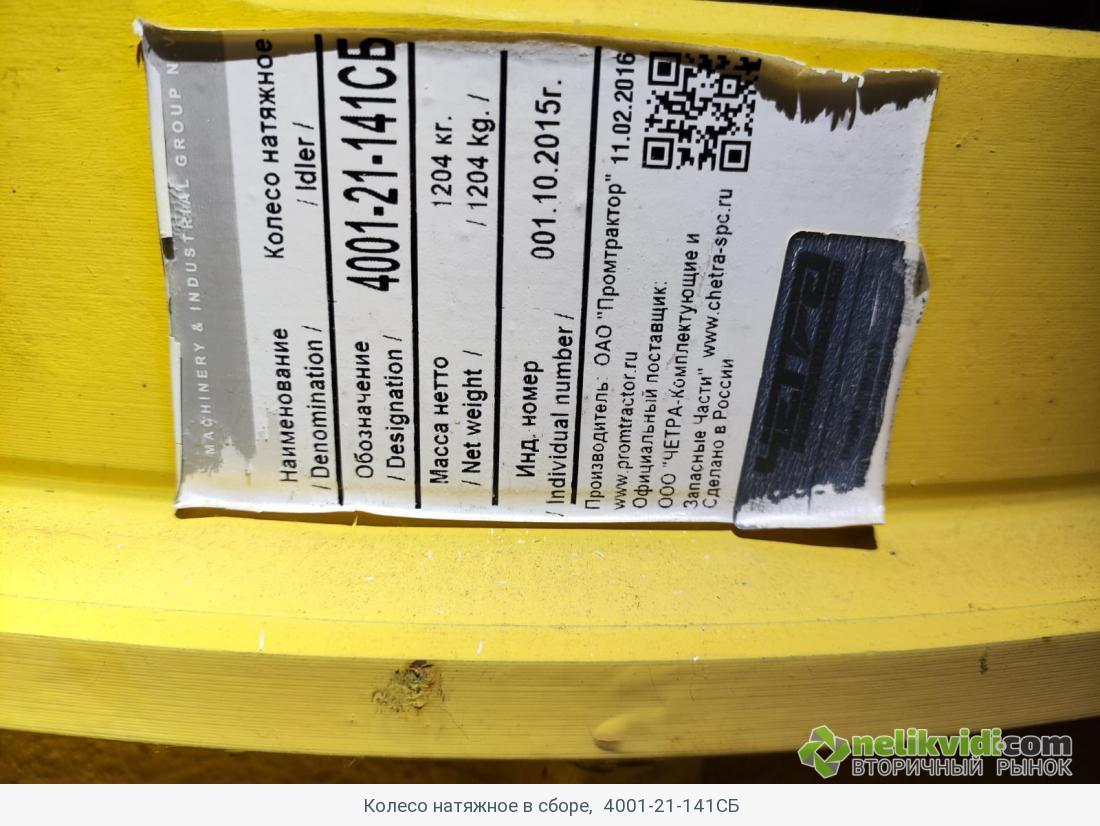 MACHINERY & INDUSTRIAL GROUP N.V.
Наименование Колесо натяжное
/ Denomination / / Idler /
Обозначение 4001-21-141СБ
/ Designation /
Масса нетто 1204 кг.
/ Net weight / / 1204 kg. /
Инд. номер 001.10.2015г.
/ Individual number /
Производитель: ОАО "Промтрактор" 11.02.2016
www.promtractor.ru
Официальный поставщик:
ООО "ЧЕТРА-Комплектующие и
Запасные Части" www.chetra-spc.ru
Сделано в России
ЧЕТРА
nelikvidi.com
ВТОРИЧНЫЙ РЫНОК
Колесо натяжное в сборе, 4001-21-141СБ